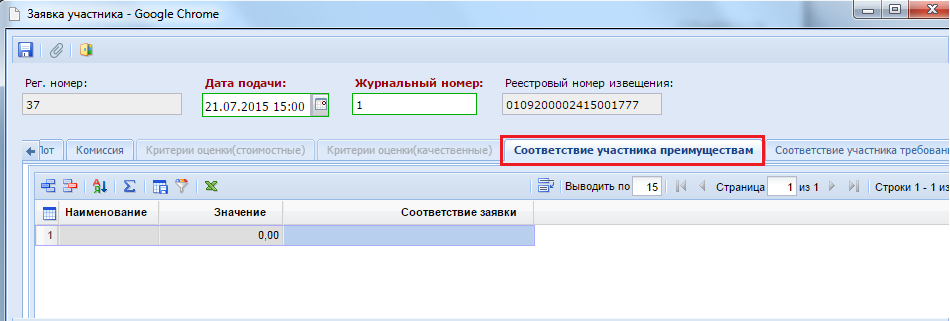 Заявка участника - Google Chrome
Рег. номер: Дата подачи: Журнальный номер: Реестровый номер извещения:
37 21.07.2015 15:00 1 0109200002415001777
Лот Комиссия Критерии оценки(стоимостные) Критерии оценки(качественные) Соответствие участника преимуществам Соответствие участника требовани
Выводить по 15 Страница 1 из 1 Строки 1 - 1 из
Наименование Значение Соответствие заявки
1 0,00